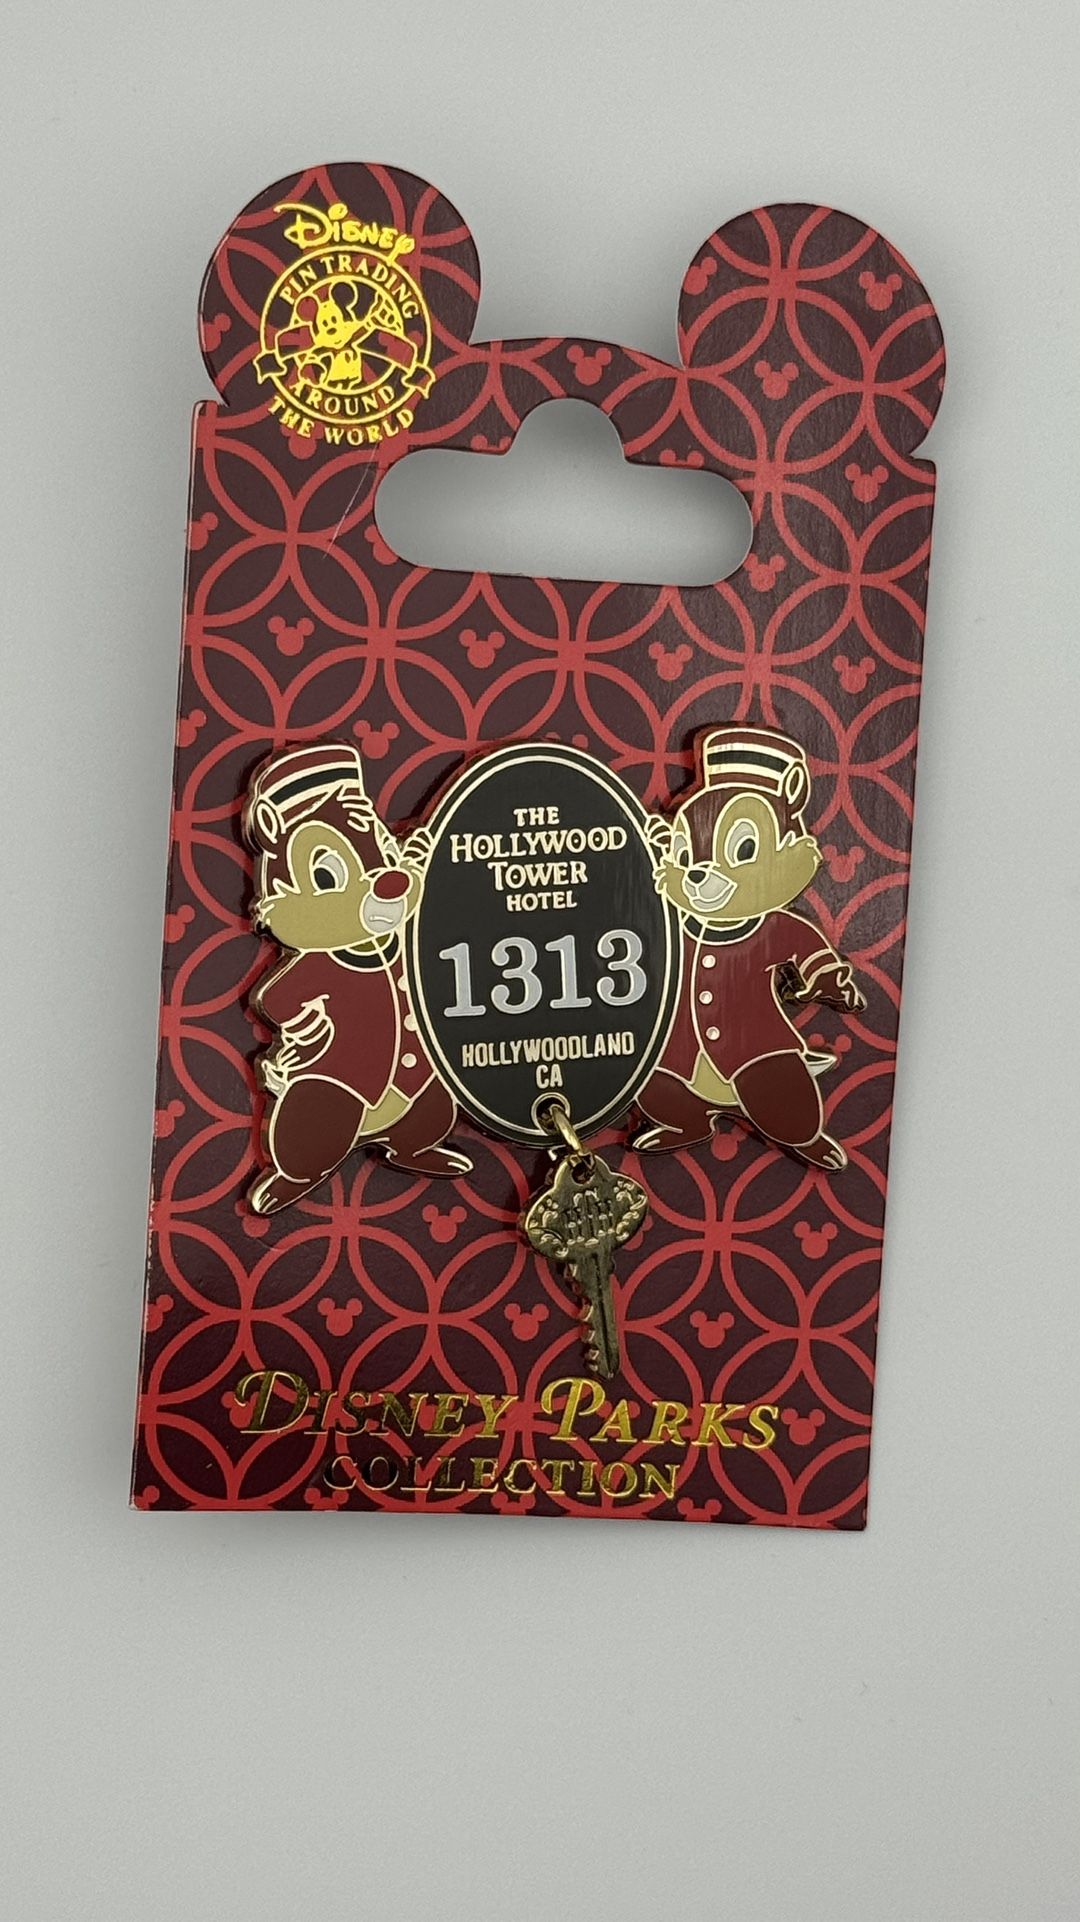 Disney
PIN TRADING
AROUND
THE WORLD
THE
HOLLYWOOD
TOWER
HOTEL
1313
HOLLYWOODLAND
CA
DISNEY PARKS
COLLECTION